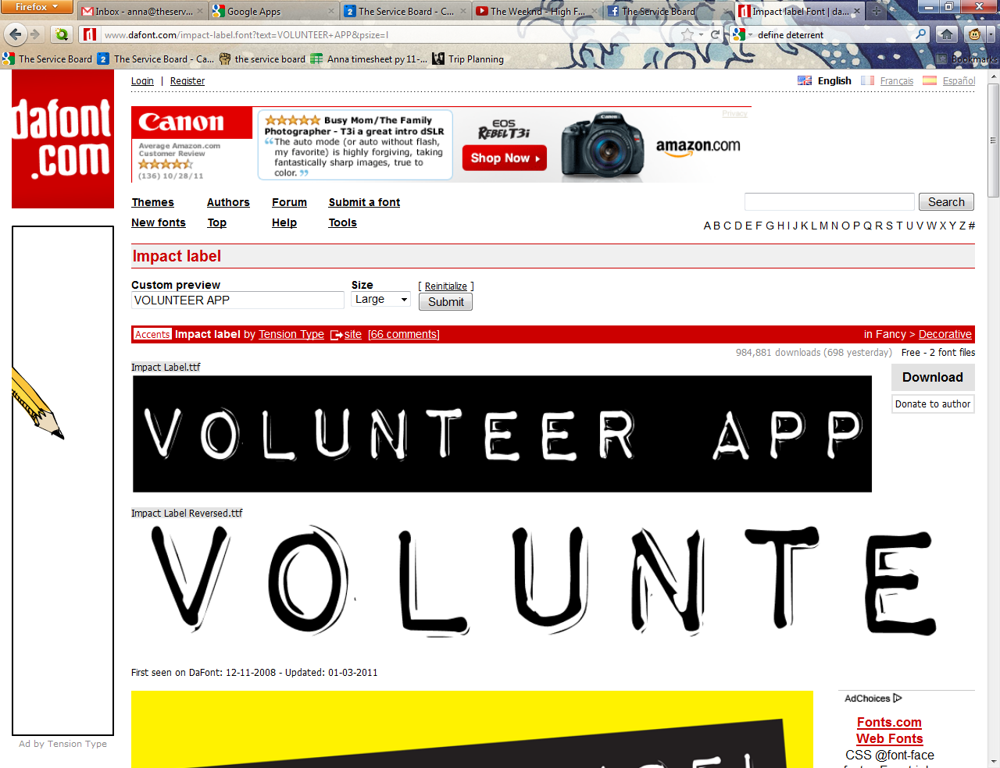 Firefox
Inbox - anna@theserv...
Google Apps
The Service Board - C...
The Weeknd - High F...
The Service Board
Impact label Font | da...
www.dafont.com/impact-label.font?text=VOLUNTEER+APP&psize=l
define deterrent
The Service Board
The Service Board - Ca...
the service board
Anna timesheet py 11-...
Trip Planning
Bookmarks
dafont
.com
Login | Register
English Français Español
Canon
Average Amazon.com
Customer Review
(136) 10/28/11
Busy Mom/The Family
Photographer - T3i a great intro dSLR
“The auto mode (or auto without flash,
my favorite) is highly forgiving, taking
fantastically sharp images, true to
color. ”
EOS
REBEL T3i
Shop Now
Canon
amazon.com
Privacy
Themes Authors Forum Submit a font
New fonts Top Help Tools
Search
A B C D E F G H I J K L M N O P Q R S T U V W X Y Z #
Impact label
Custom preview Size [ Reinitialize ]
VOLUNTEER APP Large Submit
Accents Impact label by Tension Type site [66 comments] in Fancy > Decorative
984,881 downloads (698 yesterday) Free - 2 font files
Impact Label.ttf
Download
Donate to author
VOLUNTEER APP
Impact Label Reversed.ttf
VOLUNTE
First seen on DaFont: 12-11-2008 - Updated: 01-03-2011
Ad by Tension Type
AdChoices
Fonts.com
Web Fonts
CSS @font-face